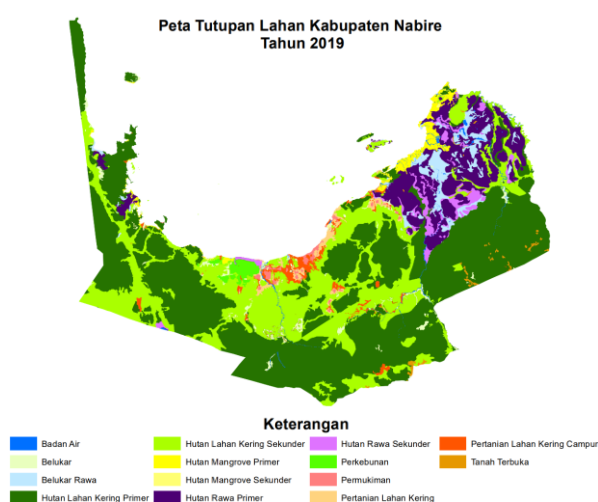 Peta Tutupan Lahan Kabupaten Nabire
Tahun 2019
Keterangan
Badan Air
Belukar
Belukar Rawa
Hutan Lahan Kering Primer
Hutan Lahan Kering Sekunder
Hutan Mangrove Primer
Hutan Mangrove Sekunder
Hutan Rawa Primer
Hutan Rawa Sekunder
Perkebunan
Permukiman
Pertanian Lahan Kering
Pertanian Lahan Kering Campur
Tanah Terbuka